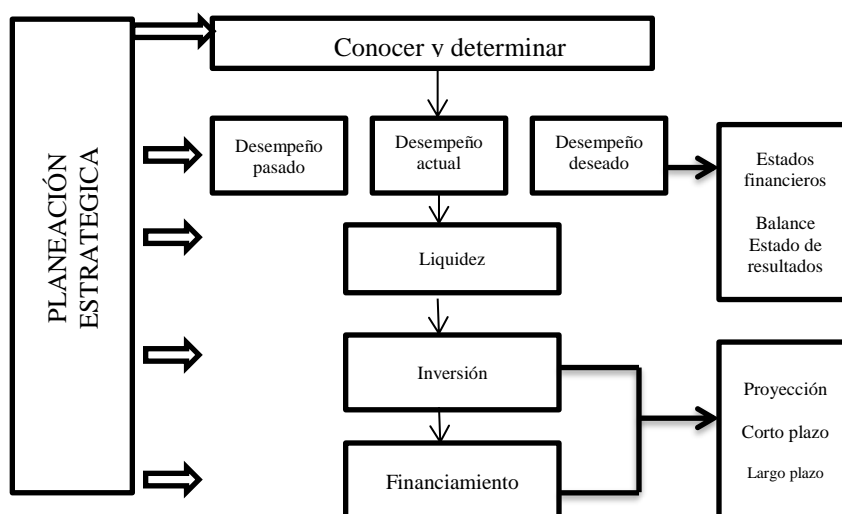 PLANEACIÓN
ESTRATEGICA
Conocer y determinar
Desempeño
pasado
Desempeño
actual
Desempeño
deseado
Estados
financieros
Balance
Estado de
resultados
Liquidez
Inversión
Financiamiento
Proyección
Corto plazo
Largo plazo